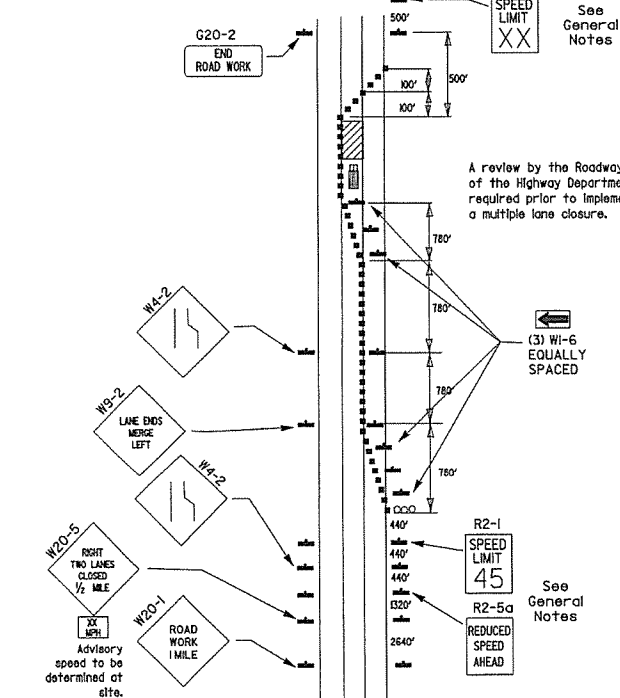 SPEED
LIMIT
XX
See
General
Notes
500'
G20-2
END
ROAD WORK
500'
100'
100'
A review by the Roadway
of the Highway Departme
required prior to impleme
a multiple lane closure.
780'
780'
W4-2
(3) W1-6
EQUALLY
SPACED
W9-2
LANE ENDS
MERGE
LEFT
780'
780'
W4-2
440'
R2-1
SPEED
LIMIT
45
440'
W20-5
RIGHT
TWO LANES
CLOSED
1/2 MILE
XX
MPH
440'
See
General
Notes
1320'
R2-5a
REDUCED
SPEED
AHEAD
W20-1
ROAD
WORK
1 MILE
2640'
Advisory
speed to be
determined at
site.